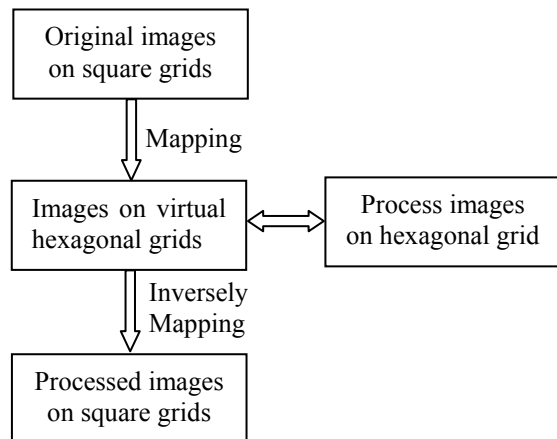 Original images
on square grids
Mapping
Images on virtual
hexagonal grids
Process images
on hexagonal grid
Inversely
Mapping
Processed images
on square grids